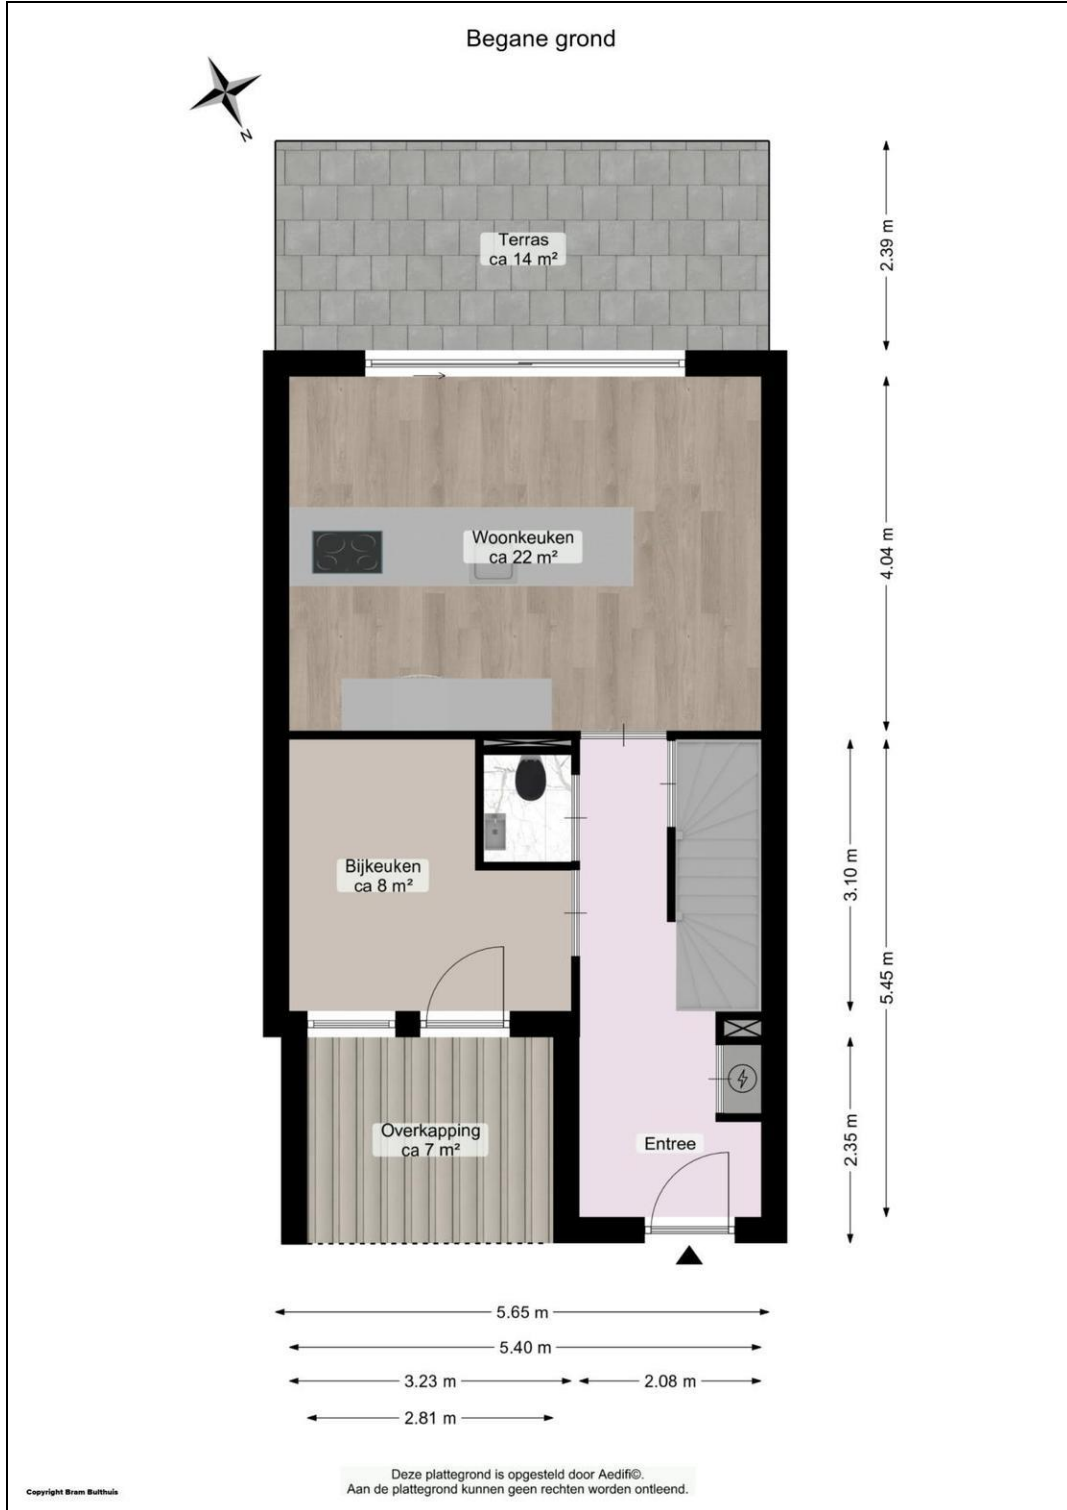 Begane grond
N
Terras
ca 14 m²
2.39 m
Woonkeuken
ca 22 m²
4.04 m
Bijkeuken
ca 8 m²
3.10 m
5.45 m
Overkapping
ca 7 m²
Entree
2.35 m
5.65 m
5.40 m
3.23 m
2.08 m
2.81 m
Deze plattegrond is opgesteld door Aedifi©.
Aan de plattegrond kunnen geen rechten worden ontleend.
Copyright Bram Bulthuis